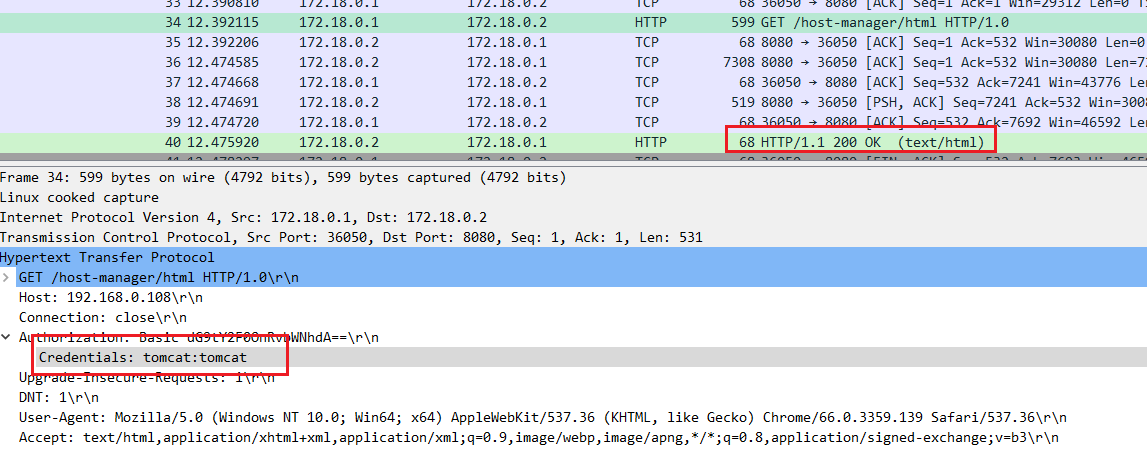 33 12.390810 172.18.0.1 172.18.0.2 TCP 68 36050 → 8080 [ACK] Seq=1 Ack=1 Win=29312 Len=0
34 12.392115 172.18.0.1 172.18.0.2 HTTP 599 GET /host-manager/html HTTP/1.0
35 12.392206 172.18.0.2 172.18.0.1 TCP 68 8080 → 36050 [ACK] Seq=1 Ack=532 Win=30080 Len=0
36 12.474585 172.18.0.2 172.18.0.1 TCP 7308 8080 → 36050 [ACK] Seq=1 Ack=532 Win=30080 Len=7
37 12.474668 172.18.0.1 172.18.0.2 TCP 68 36050 → 8080 [ACK] Seq=532 Ack=7241 Win=43776 L
38 12.474691 172.18.0.2 172.18.0.1 TCP 519 8080 → 36050 [PSH, ACK] Seq=7241 Ack=532 Win=3008
39 12.474720 172.18.0.1 172.18.0.2 TCP 68 36050 → 8080 [ACK] Seq=532 Ack=7692 Win=46592 L
40 12.475920 172.18.0.2 172.18.0.1 HTTP 68 HTTP/1.1 200 OK (text/html)
Frame 34: 599 bytes on wire (4792 bits), 599 bytes captured (4792 bits)
Linux cooked capture
Internet Protocol Version 4, Src: 172.18.0.1, Dst: 172.18.0.2
Transmission Control Protocol, Src Port: 36050, Dst Port: 8080, Seq: 1, Ack: 1, Len: 531
Hypertext Transfer Protocol
GET /host-manager/html HTTP/1.0\r\n
Host: 192.168.0.108\r\n
Connection: close\r\n
Authorization: Basic dG9tY2F0OnRvbWNhdA==\r\n
Credentials: tomcat:tomcat
Upgrade-Insecure-Requests: 1\r\n
DNT: 1\r\n
User-Agent: Mozilla/5.0 (Windows NT 10.0; Win64; x64) AppleWebKit/537.36 (KHTML, like Gecko) Chrome/66.0.3359.139 Safari/537.36\r\n
Accept: text/html,application/xhtml+xml,application/xml;q=0.9,image/webp,image/apng,*/*;q=0.8,application/signed-exchange;v=b3\r\n